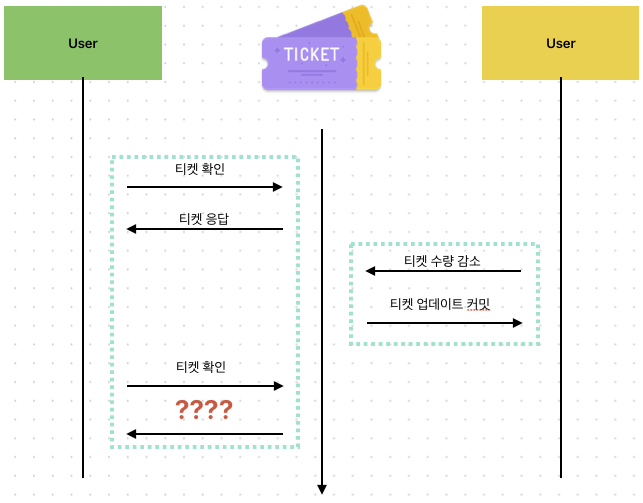 User
TICKET
User
티켓 확인
티켓 응답
티켓 수량 감소
티켓 업데이트 커밋
티켓 확인
????